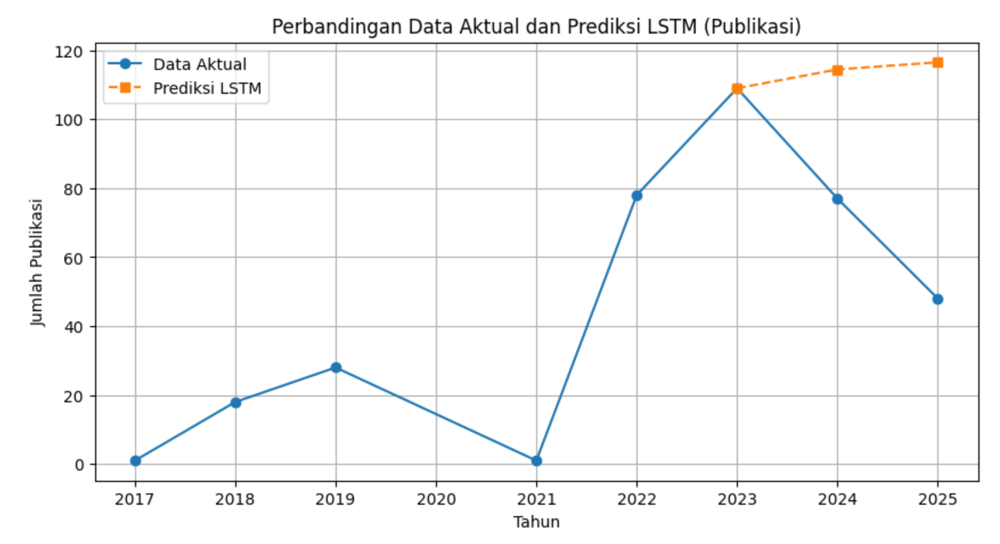 Perbandingan Data Aktual dan Prediksi LSTM (Publikasi)
Data Aktual
Prediksi LSTM
120
100
80
60
40
20
0
Jumlah Publikasi
2017 2018 2019 2020 2021 2022 2023 2024 2025
Tahun